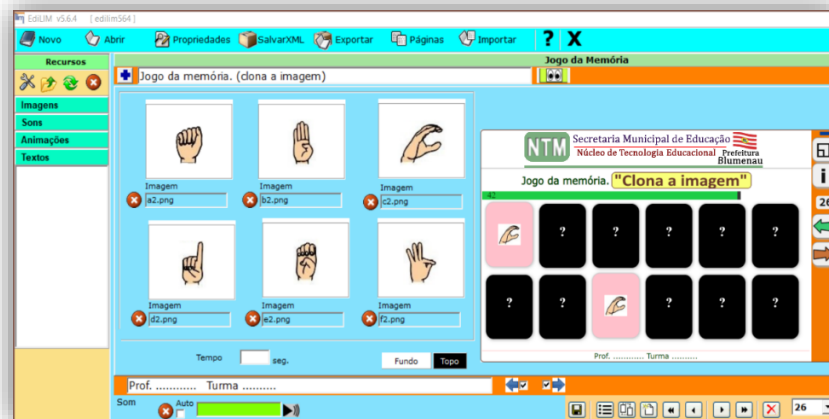 EdiLIM v5.6.4 [ edilim564 ]
Novo Abrir Propriedades SalvarXML Exportar Páginas Importar ? X
Recursos
Jogo da Memória
Jogo da memória. (clona a imagem)
Imagens
Sons
Animações
Textos
Imagem Imagem Imagem
a2.png b2.png c2.png
Imagem Imagem Imagem
d2.png e2.png f2.png
Tempo seg. Fundo Topo
NTM Secretaria Municipal de Educação
Núcleo de Tecnologia Educacional Prefeitura
Blumenau
Jogo da memória. "Clona a imagem"
42
? ? ? ? ?
? ? ? ? ?
Prof. ............ Turma ..........
i
26
Prof. ............ Turma ..........
Som Auto
26